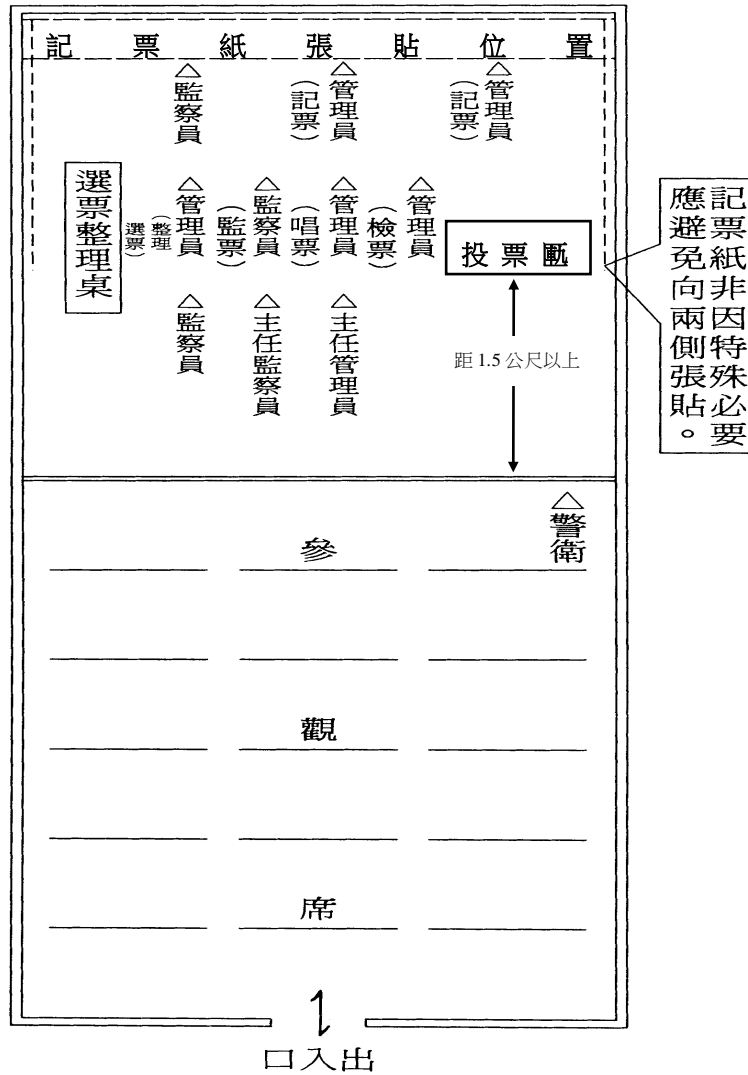 記票紙張貼位置
△監察員
△管理員
(記票)
△管理員
(記票)
選票整理桌
△管理員
(整理
選票)
△監察員
(監票)
△管理員
(唱票)
△管理員
(檢票)
投票匭
△監察員
△主任監察員
△主任管理員
距 1.5 公尺以上
記票紙非因特殊必要
應避免向兩側張貼。
△警衛
參
觀
席
口入出